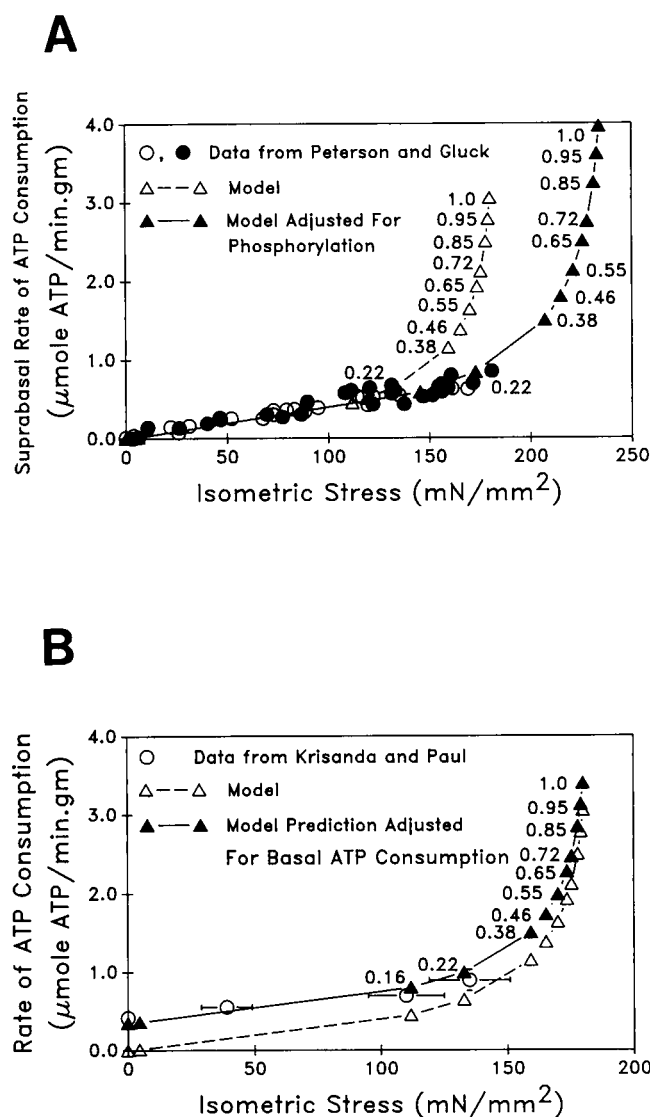 A
Suprabasal Rate of ATP Consumption
(μmole ATP/min.gm)
4.0
3.0
2.0
1.0
0.0
○, ● Data from Peterson and Gluck
△--△ Model
▲—▲ Model Adjusted For
Phosphorylation
1.0
0.95
0.85
0.72
0.65
0.55
0.46
0.38
0.22
1.0
0.95
0.85
0.72
0.65
0.55
0.46
0.38
0.22
0 50 100 150 200 250
Isometric Stress (mN/mm²)
B
Rate of ATP Consumption
(μmole ATP/min.gm)
4.0
3.0
2.0
1.0
0.0
○ Data from Krisanda and Paul
△--△ Model
▲—▲ Model Prediction Adjusted
For Basal ATP Consumption
1.0
0.95
0.85
0.72
0.65
0.55
0.46
0.38
0.22
0.16
0 50 100 150 200
Isometric Stress (mN/mm²)